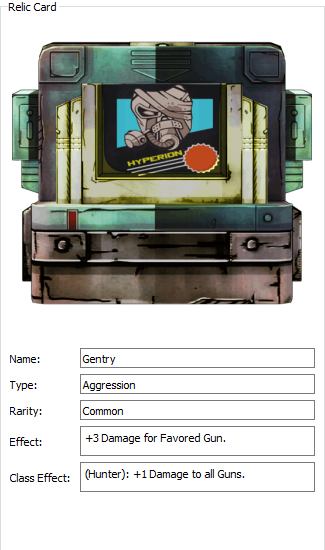 Relic Card
HYPERION
Name: Gentry
Type: Aggression
Rarity: Common
Effect: +3 Damage for Favored Gun.
Class Effect: (Hunter): +1 Damage to all Guns.